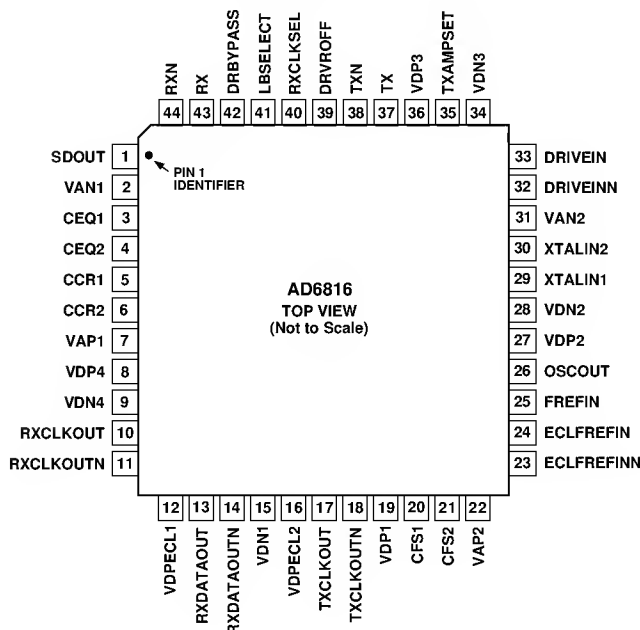 RXN
RX
DRBYPASS
LBSELECT
RXCLKSEL
DRVROFF
TXN
TX
VDP3
TXAMPSET
VDN3
44 43 42 41 40 39 38 37 36 35 34
SDOUT 1
VAN1 2
CEQ1 3
CEQ2 4
CCR1 5
CCR2 6
VAP1 7
VDP4 8
VDN4 9
RXCLKOUT 10
RXCLKOUTN 11
PIN 1
IDENTIFIER
AD6816
TOP VIEW
(Not to Scale)
33 DRIVEIN
32 DRIVEINN
31 VAN2
30 XTALIN2
29 XTALIN1
28 VDN2
27 VDP2
26 OSCOUT
25 FREFIN
24 ECLFREFIN
23 ECLFREFINN
12 13 14 15 16 17 18 19 20 21 22
VDPECL1
RXDATAOUT
RXDATAOUTN
VDN1
VDPECL2
TXCLKOUT
TXCLKOUTN
VDP1
CFS1
CFS2
VAP2